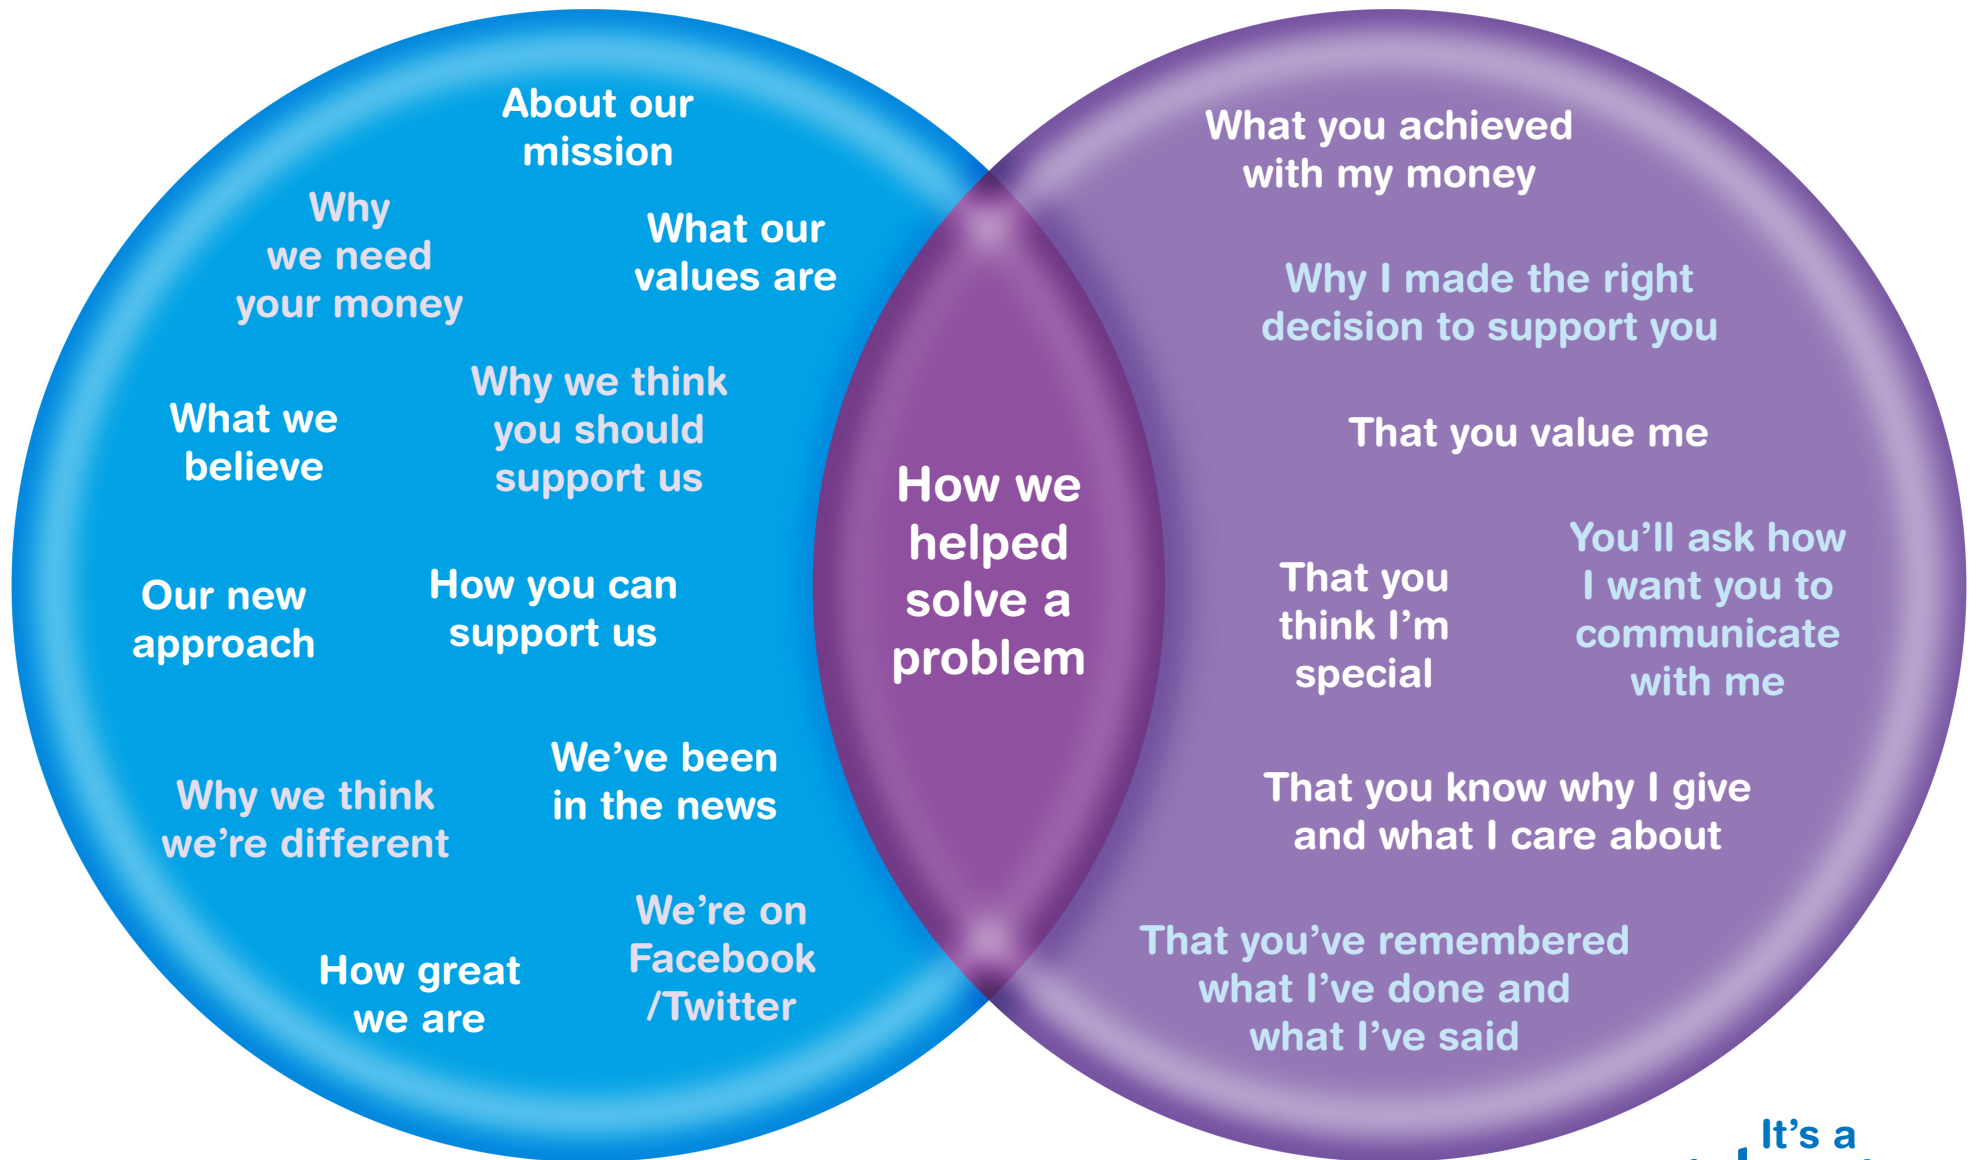 About our
mission
Why
we need
your money
What our
values are
Why we think
you should
support us
What we
believe
Our new
approach
How you can
support us
We've been
in the news
Why we think
we're different
We're on
Facebook
/Twitter
How great
we are
How we
helped
solve a
problem
What you achieved
with my money
Why I made the right
decision to support you
That you value me
That you
think I'm
special
You'll ask how
I want you to
communicate
with me
That you know why I give
and what I care about
That you've remembered
what I've done and
what I've said
It's a